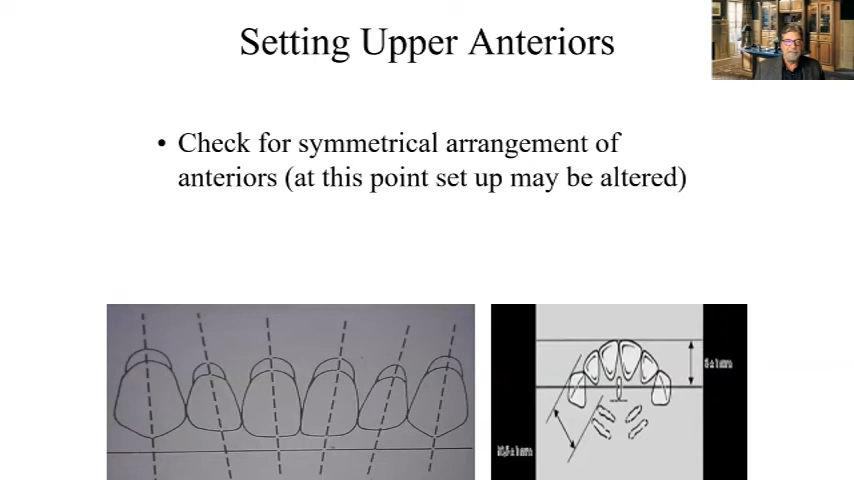 Setting Upper Anteriors
• Check for symmetrical arrangement of
anteriors (at this point set up may be altered)